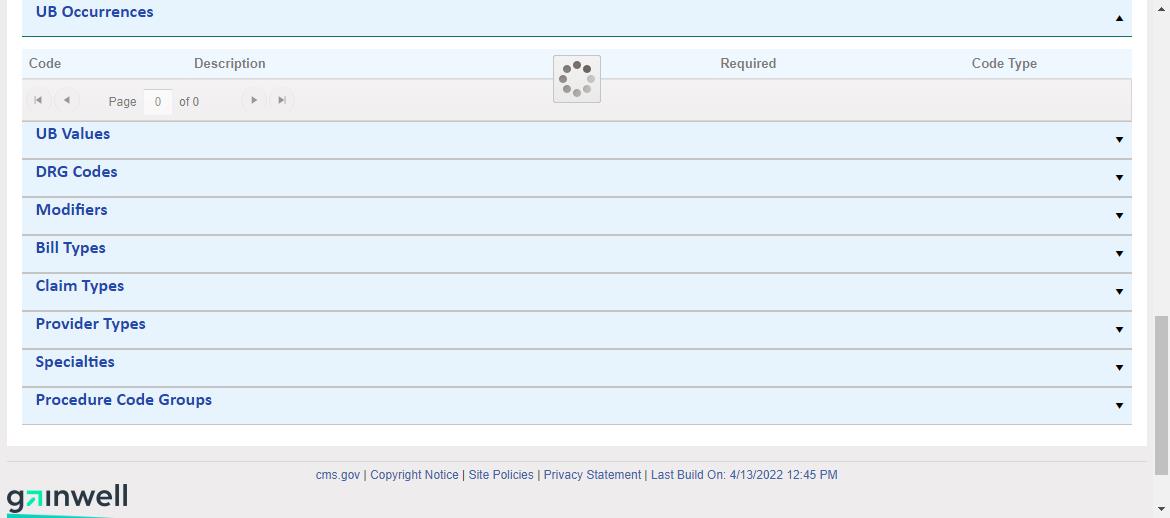 UB Occurrences
Code Description Required Code Type
Page 0 of 0
UB Values
DRG Codes
Modifiers
Bill Types
Claim Types
Provider Types
Specialties
Procedure Code Groups
cms.gov | Copyright Notice | Site Policies | Privacy Statement | Last Build On: 4/13/2022 12:45 PM
gainwell